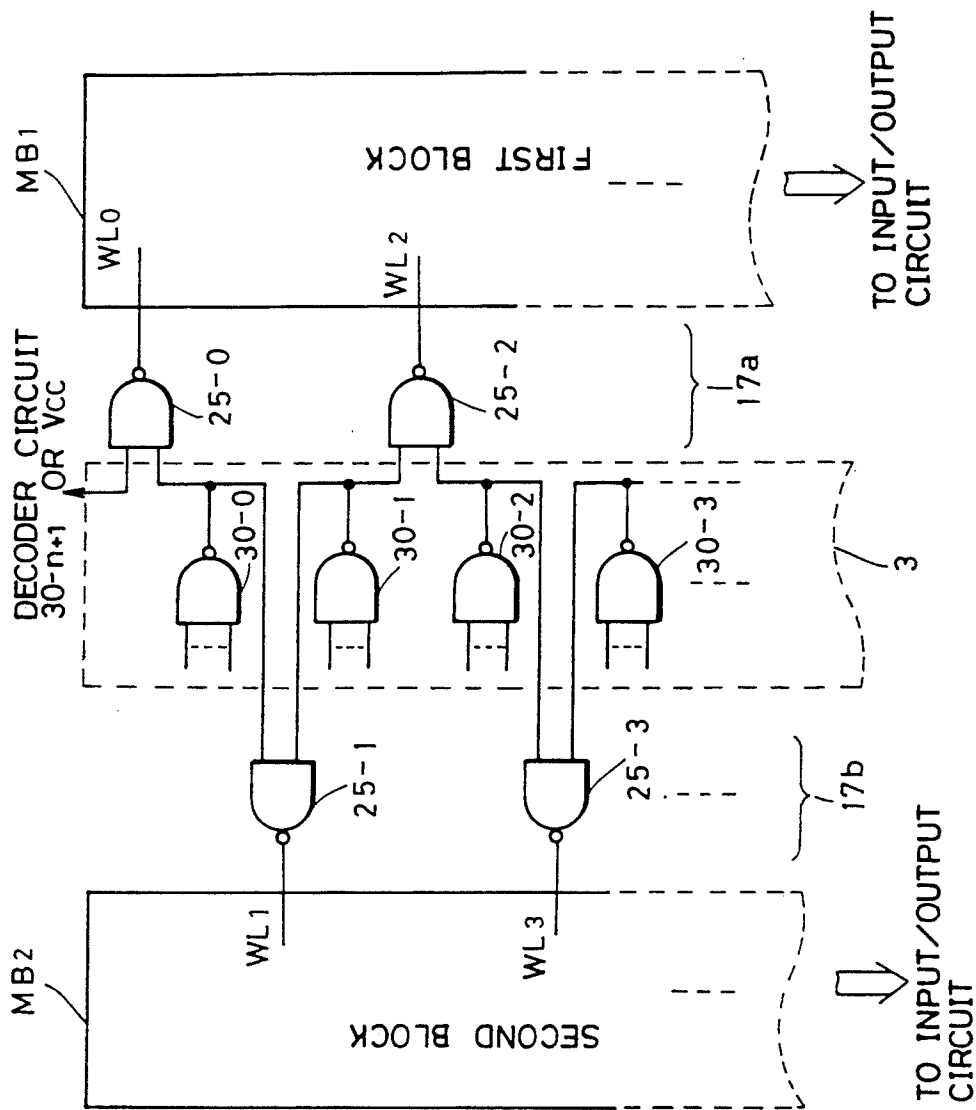 MB1
WL0
FIRST BLOCK
WL2
TO INPUT/OUTPUT
CIRCUIT
DECODER CIRCUIT
30-n+1 OR Vcc
25-0
25-2
17a
30-0
30-1
30-2
30-3
3
25-1
25-3
17b
MB2
WL1
WL3
SECOND BLOCK
TO INPUT/OUTPUT
CIRCUIT